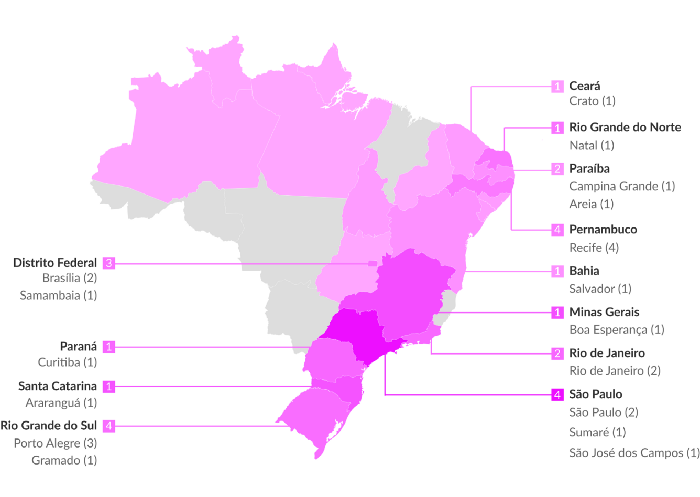 1 Ceará
Crato (1)
1 Rio Grande do Norte
Natal (1)
2 Paraíba
Campina Grande (1)
Areia (1)
4 Pernambuco
Recife (4)
1 Bahia
Salvador (1)
1 Minas Gerais
Boa Esperança (1)
2 Rio de Janeiro
Rio de Janeiro (2)
4 São Paulo
São Paulo (2)
Sumaré (1)
São José dos Campos (1)
Distrito Federal 3
Brasília (2)
Samambaia (1)
Paraná 1
Curitiba (1)
Santa Catarina 1
Araranguá (1)
Rio Grande do Sul 4
Porto Alegre (3)
Gramado (1)